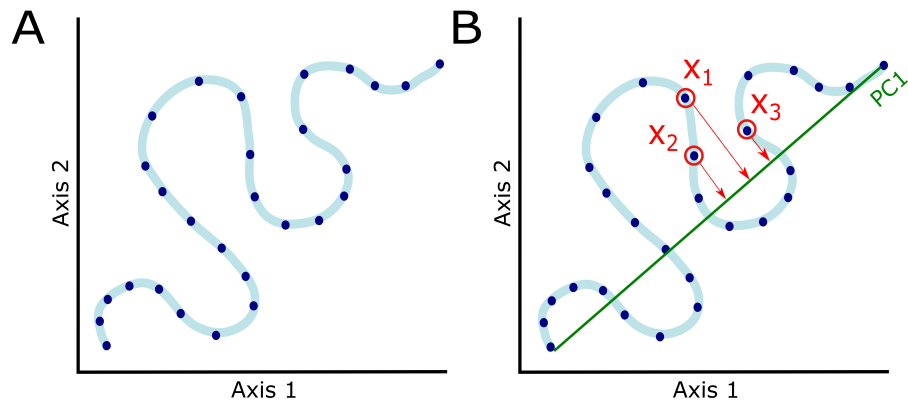 A
Axis 2
Axis 1
B
x₁
x₂
x₃
PC1
Axis 2
Axis 1